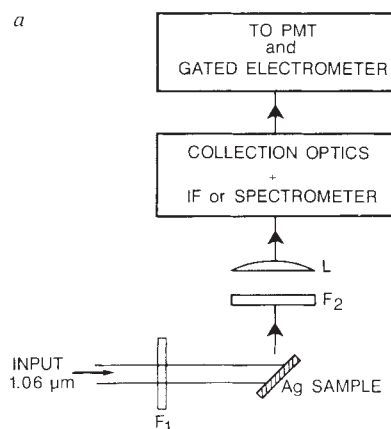 a
TO PMT
and
GATED ELECTROMETER
COLLECTION OPTICS
+
IF or SPECTROMETER
L
F₂
INPUT
1.06 μm
Ag SAMPLE
F₁